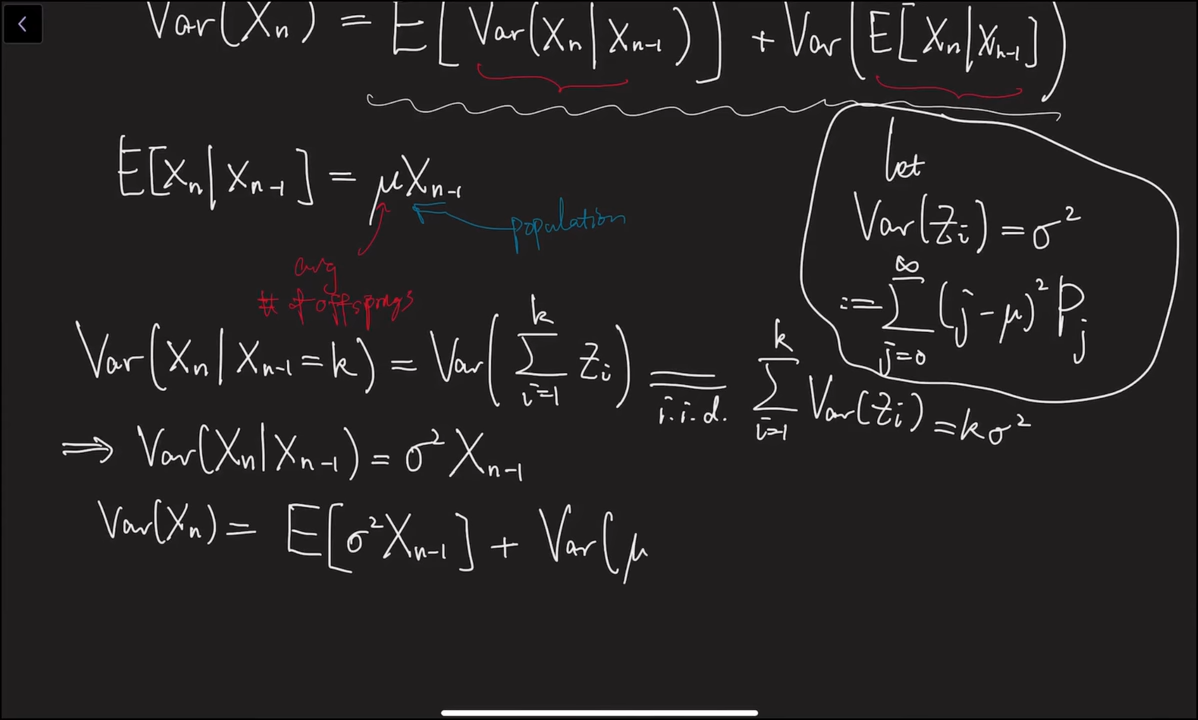 Var(Xn) = E[Var(Xn|Xn-1)] + Var(E[Xn|Xn-1])
E[Xn|Xn-1] = μXn-1
population
avg
# of offsprings
let
Var(Zi) = σ²
:= ∑_{j=0}^{∞} (j-μ)² Pj
Var(Xn|Xn-1=k) = Var(∑_{i=1}^{k} Zi) = i.i.d. ∑_{i=1}^{k} Var(Zi) = kσ²
⇒ Var(Xn|Xn-1) = σ² Xn-1
Var(Xn) = E[σ²Xn-1] + Var(μ